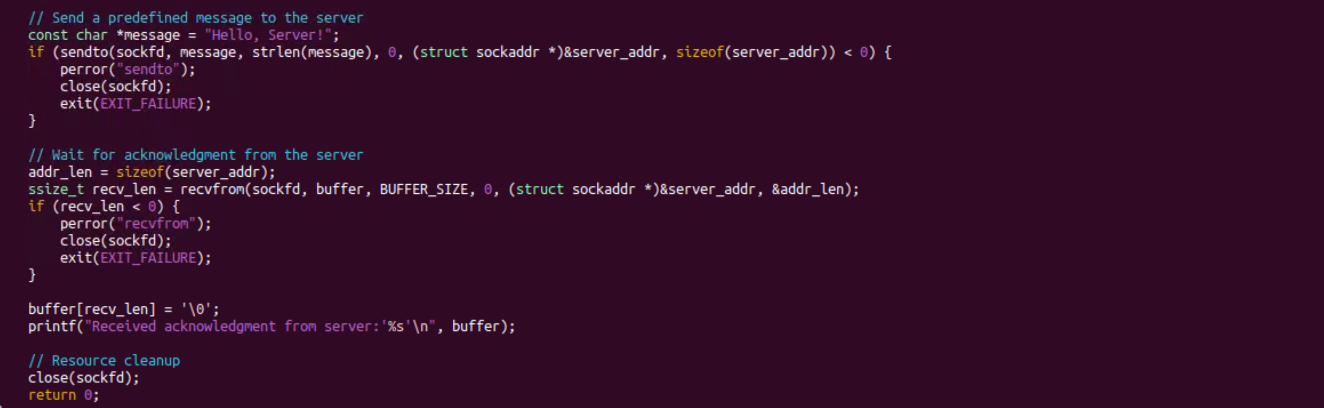 // Send a predefined message to the server
const char *message = "Hello, Server!";
if (sendto(sockfd, message, strlen(message), 0, (struct sockaddr *)&server_addr, sizeof(server_addr)) < 0) {
    perror("sendto");
    close(sockfd);
    exit(EXIT_FAILURE);
}

// Wait for acknowledgment from the server
addr_len = sizeof(server_addr);
ssize_t recv_len = recvfrom(sockfd, buffer, BUFFER_SIZE, 0, (struct sockaddr *)&server_addr, &addr_len);
if (recv_len < 0) {
    perror("recvfrom");
    close(sockfd);
    exit(EXIT_FAILURE);
}

buffer[recv_len] = '\0';
printf("Received acknowledgment from server:'%s'\n", buffer);

// Resource cleanup
close(sockfd);
return 0;